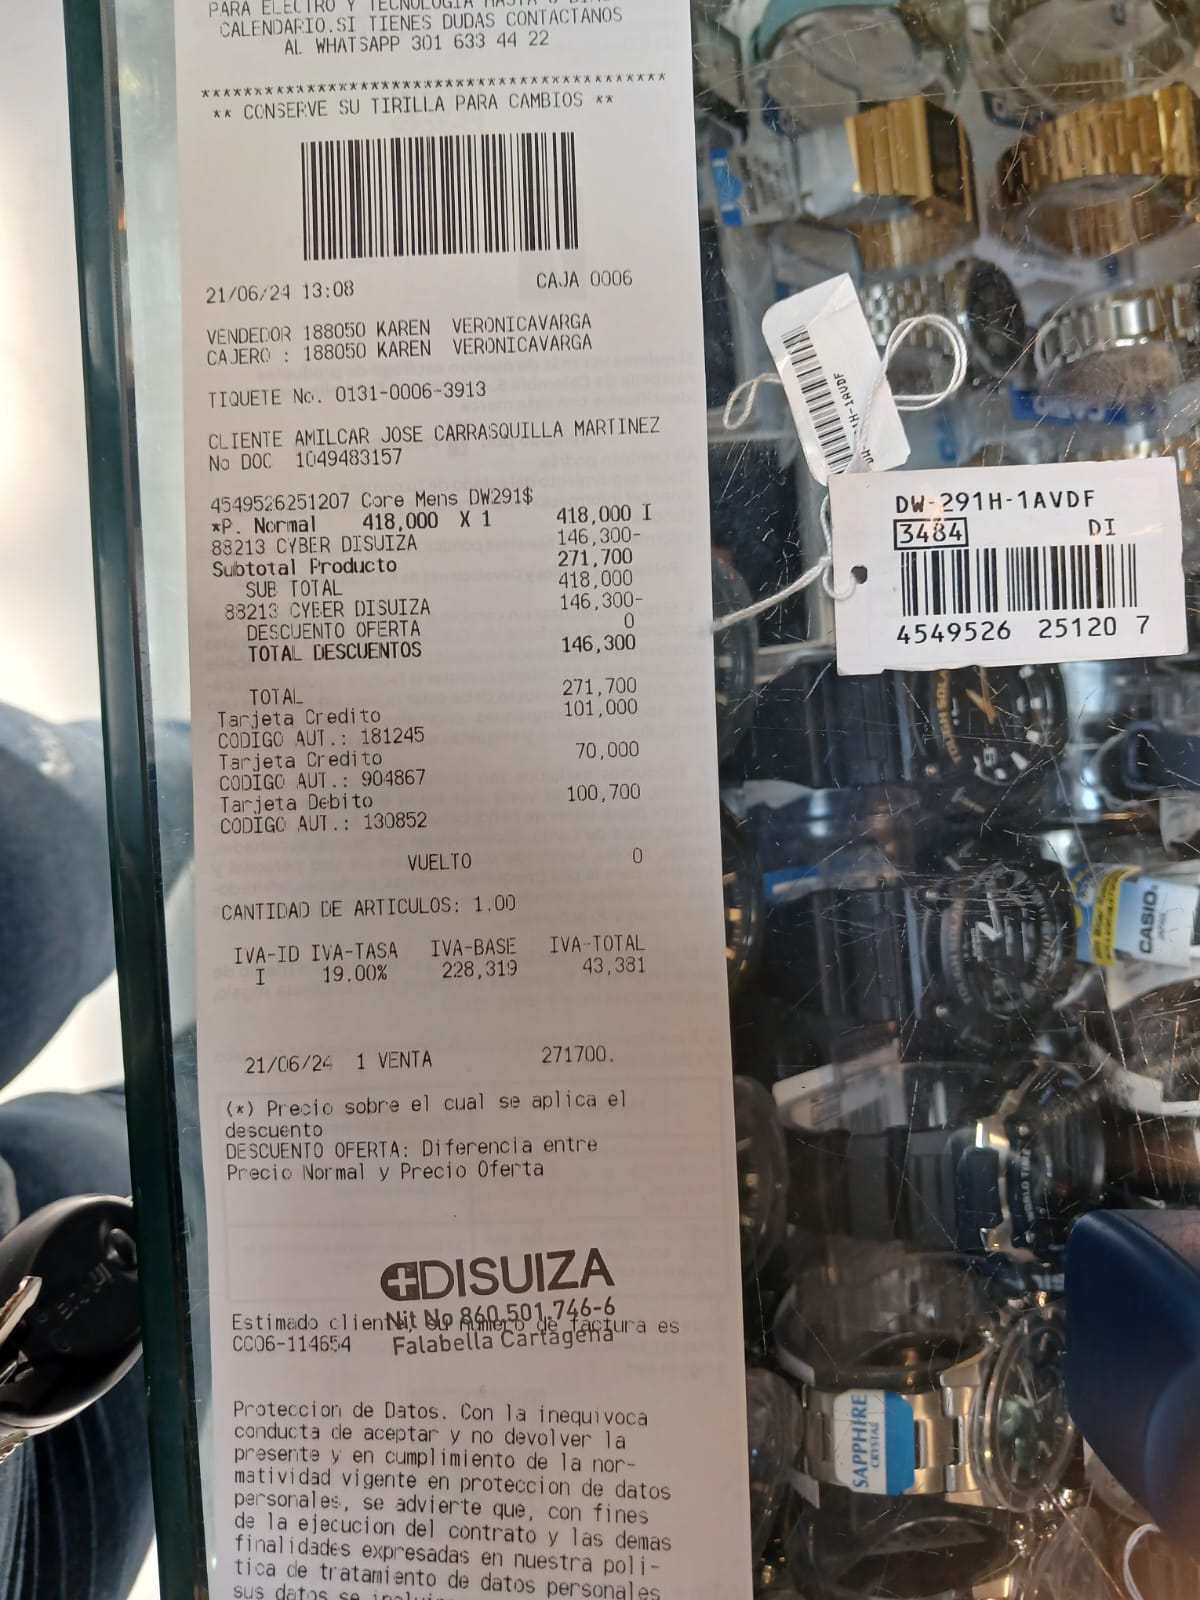 PARA ELECTRO Y TECNOLOGIA HASTA
CALENDARIO.SI TIENES DUDAS CONTACTANOS
AL WHATSAPP 301 633 44 22
*****************************************
** CONSERVE SU TIRILLA PARA CAMBIOS **
21/06/24 13:08 CAJA 0006
VENDEDOR 188050 KAREN VERONICAVARGA
CAJERO : 188050 KAREN VERONICAVARGA
TIQUETE No. 0131-0006-3913
CLIENTE AMILCAR JOSE CARRASQUILLA MARTINEZ
No DOC 1049483157
4549526251207 Core Mens DW291$
*P. Normal 418,000 X 1 418,000 I
88213 CYBER DISUIZA 146,300-
Subtotal Producto 271,700
SUB TOTAL 418,000
88213 CYBER DISUIZA 146,300-
DESCUENTO OFERTA 0
TOTAL DESCUENTOS 146,300
TOTAL 271,700
Tarjeta Credito 101,000
CODIGO AUT.: 181245
Tarjeta Credito 70,000
CODIGO AUT.: 904867
Tarjeta Debito 100,700
CODIGO AUT.: 130852
VUELTO 0
CANTIDAD DE ARTICULOS: 1.00
IVA-ID IVA-TASA IVA-BASE IVA-TOTAL
I 19.00% 228,319 43,381
21/06/24 1 VENTA 271700.
(*) Precio sobre el cual se aplica el
descuento
DESCUENTO OFERTA: Diferencia entre
Precio Normal y Precio Oferta
DISUIZA
Nit No 860.501.746-6
Estimado cliente, su numero de factura es
CC06-114654 Falabella Cartagena
Proteccion de Datos. Con la inequivoca
conducta de aceptar y no devolver la
presente y en cumplimiento de la nor-
matividad vigente en proteccion de datos
personales, se advierte que, con fines
de la ejecucion del contrato y las demas
finalidades expresadas en nuestra poli-
tica de tratamiento de datos personales
sus datos se
DW-291H-1AVDF
3484 DI
4549526 25120 7
CASIO
SAPPHIRE
CRYSTAL